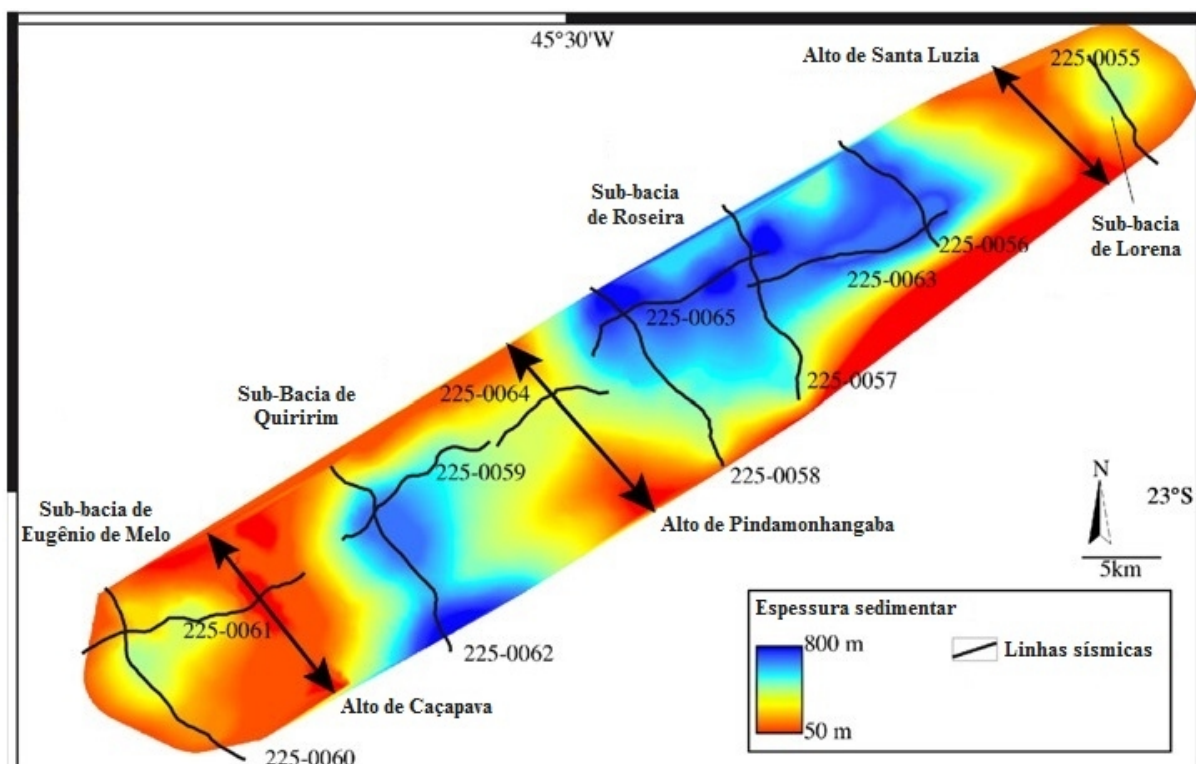 45°30'W
Alto de Santa Luzia
225-0055
Sub-bacia
de Roseira
Sub-bacia
de Lorena
225-0056
225-0063
225-0065
225-0057
225-0064
Sub-Bacia de
Quiririm
225-0059
225-0058
N
23°S
5km
Sub-bacia de
Eugênio de Melo
Alto de Pindamonhangaba
225-0061
225-0062
Alto de Caçapava
225-0060
Espessura sedimentar
800 m
50 m
Linhas sísmicas